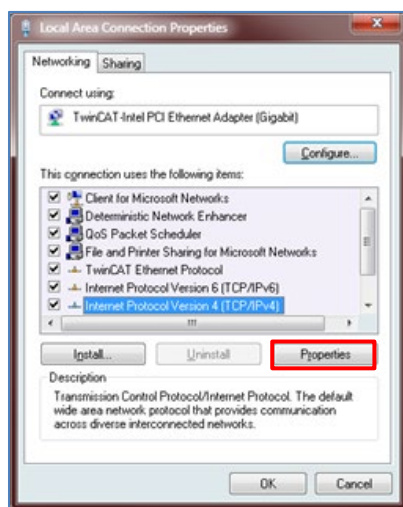 Local Area Connection Properties
Networking
Sharing
Connect using:
TwinCAT-Intel PCI Ethernet Adapter (Gigabit)
Configure...
This connection uses the following items:
Client for Microsoft Networks
Deterministic Network Enhancer
QoS Packet Scheduler
File and Printer Sharing for Microsoft Networks
TwinCAT Ethernet Protocol
Internet Protocol Version 6 (TCP/IPv6)
Internet Protocol Version 4 (TCP/IPv4)
Install...
Uninstall
Properties
Description
Transmission Control Protocol/Internet Protocol. The default
wide area network protocol that provides communication
across diverse interconnected networks.
OK
Cancel